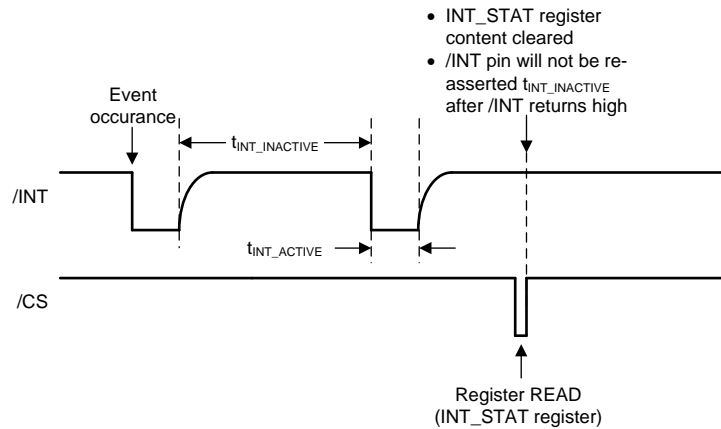 • INT_STAT register
content cleared
• /INT pin will not be re-
asserted tINT_INACTIVE
after /INT returns high
Event
occurance
tINT_INACTIVE
/INT
tINT_ACTIVE
/CS
Register READ
(INT_STAT register)